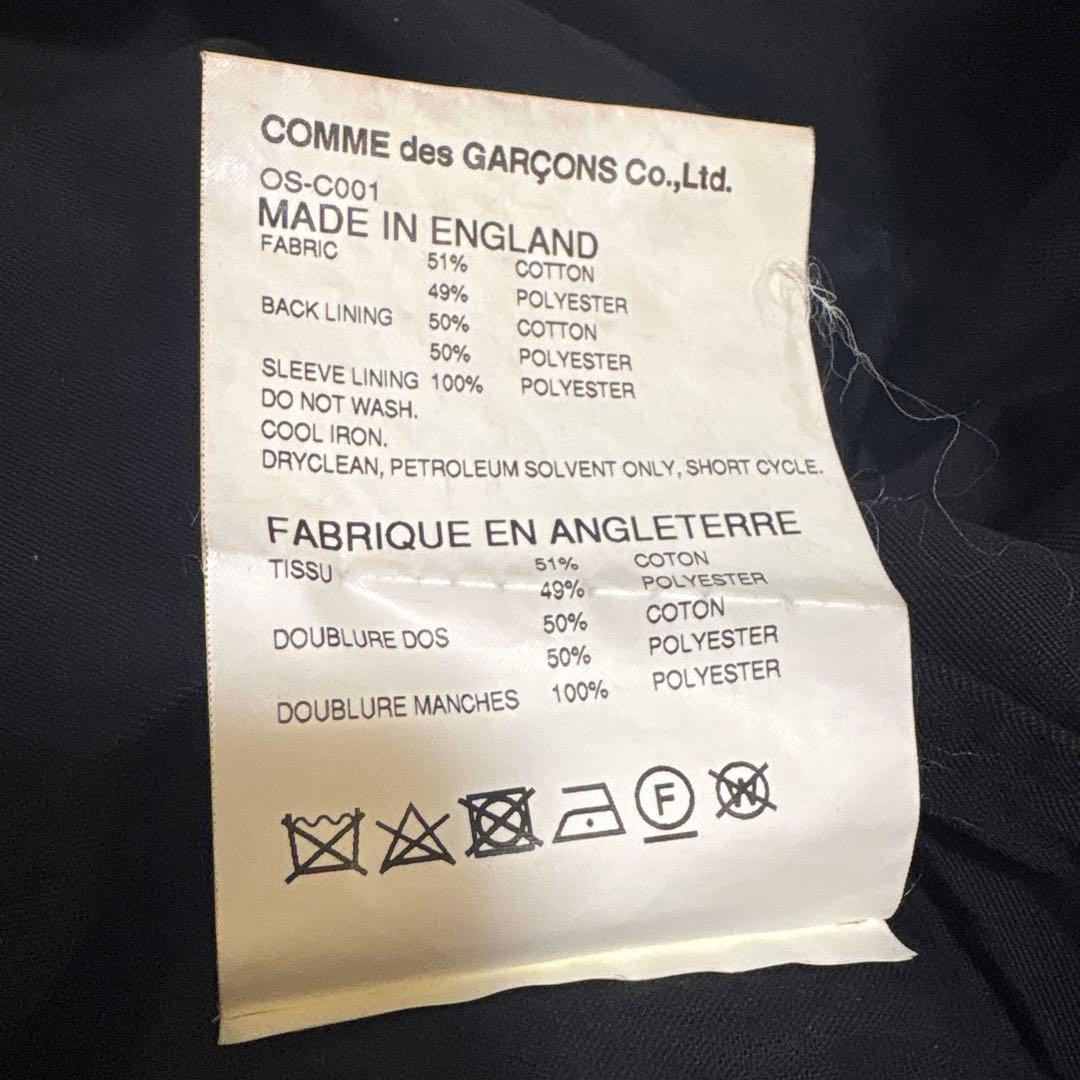 COMME des GARÇONS Co.,Ltd.
OS-C001
MADE IN ENGLAND
FABRIC 51% COTTON
49% POLYESTER
BACK LINING 50% COTTON
50% POLYESTER
SLEEVE LINING 100% POLYESTER
DO NOT WASH.
COOL IRON.
DRYCLEAN, PETROLEUM SOLVENT ONLY, SHORT CYCLE.
FABRIQUE EN ANGLETERRE
TISSU 51% COTON
49% POLYESTER
DOUBLURE DOS 50% COTON
50% POLYESTER
DOUBLURE MANCHES 100% POLYESTER
F W